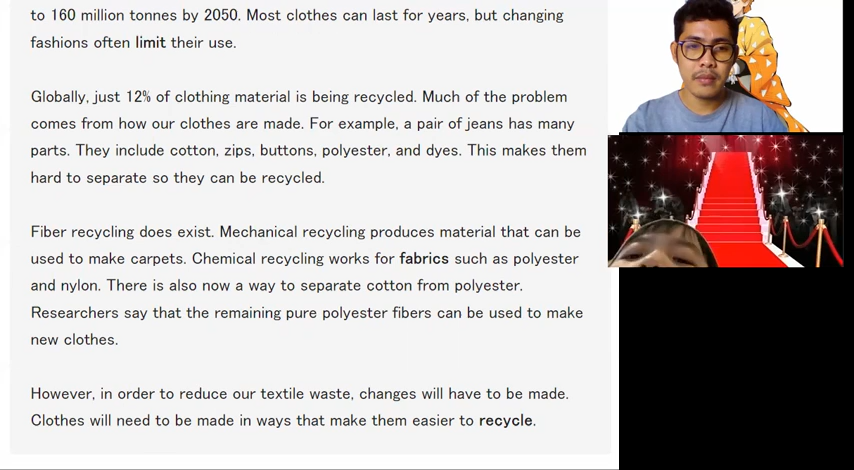 to 160 million tonnes by 2050. Most clothes can last for years, but changing
fashions often limit their use.
Globally, just 12% of clothing material is being recycled. Much of the problem
comes from how our clothes are made. For example, a pair of jeans has many
parts. They include cotton, zips, buttons, polyester, and dyes. This makes them
hard to separate so they can be recycled.
Fiber recycling does exist. Mechanical recycling produces material that can be
used to make carpets. Chemical recycling works for fabrics such as polyester
and nylon. There is also now a way to separate cotton from polyester.
Researchers say that the remaining pure polyester fibers can be used to make
new clothes.
However, in order to reduce our textile waste, changes will have to be made.
Clothes will need to be made in ways that make them easier to recycle.